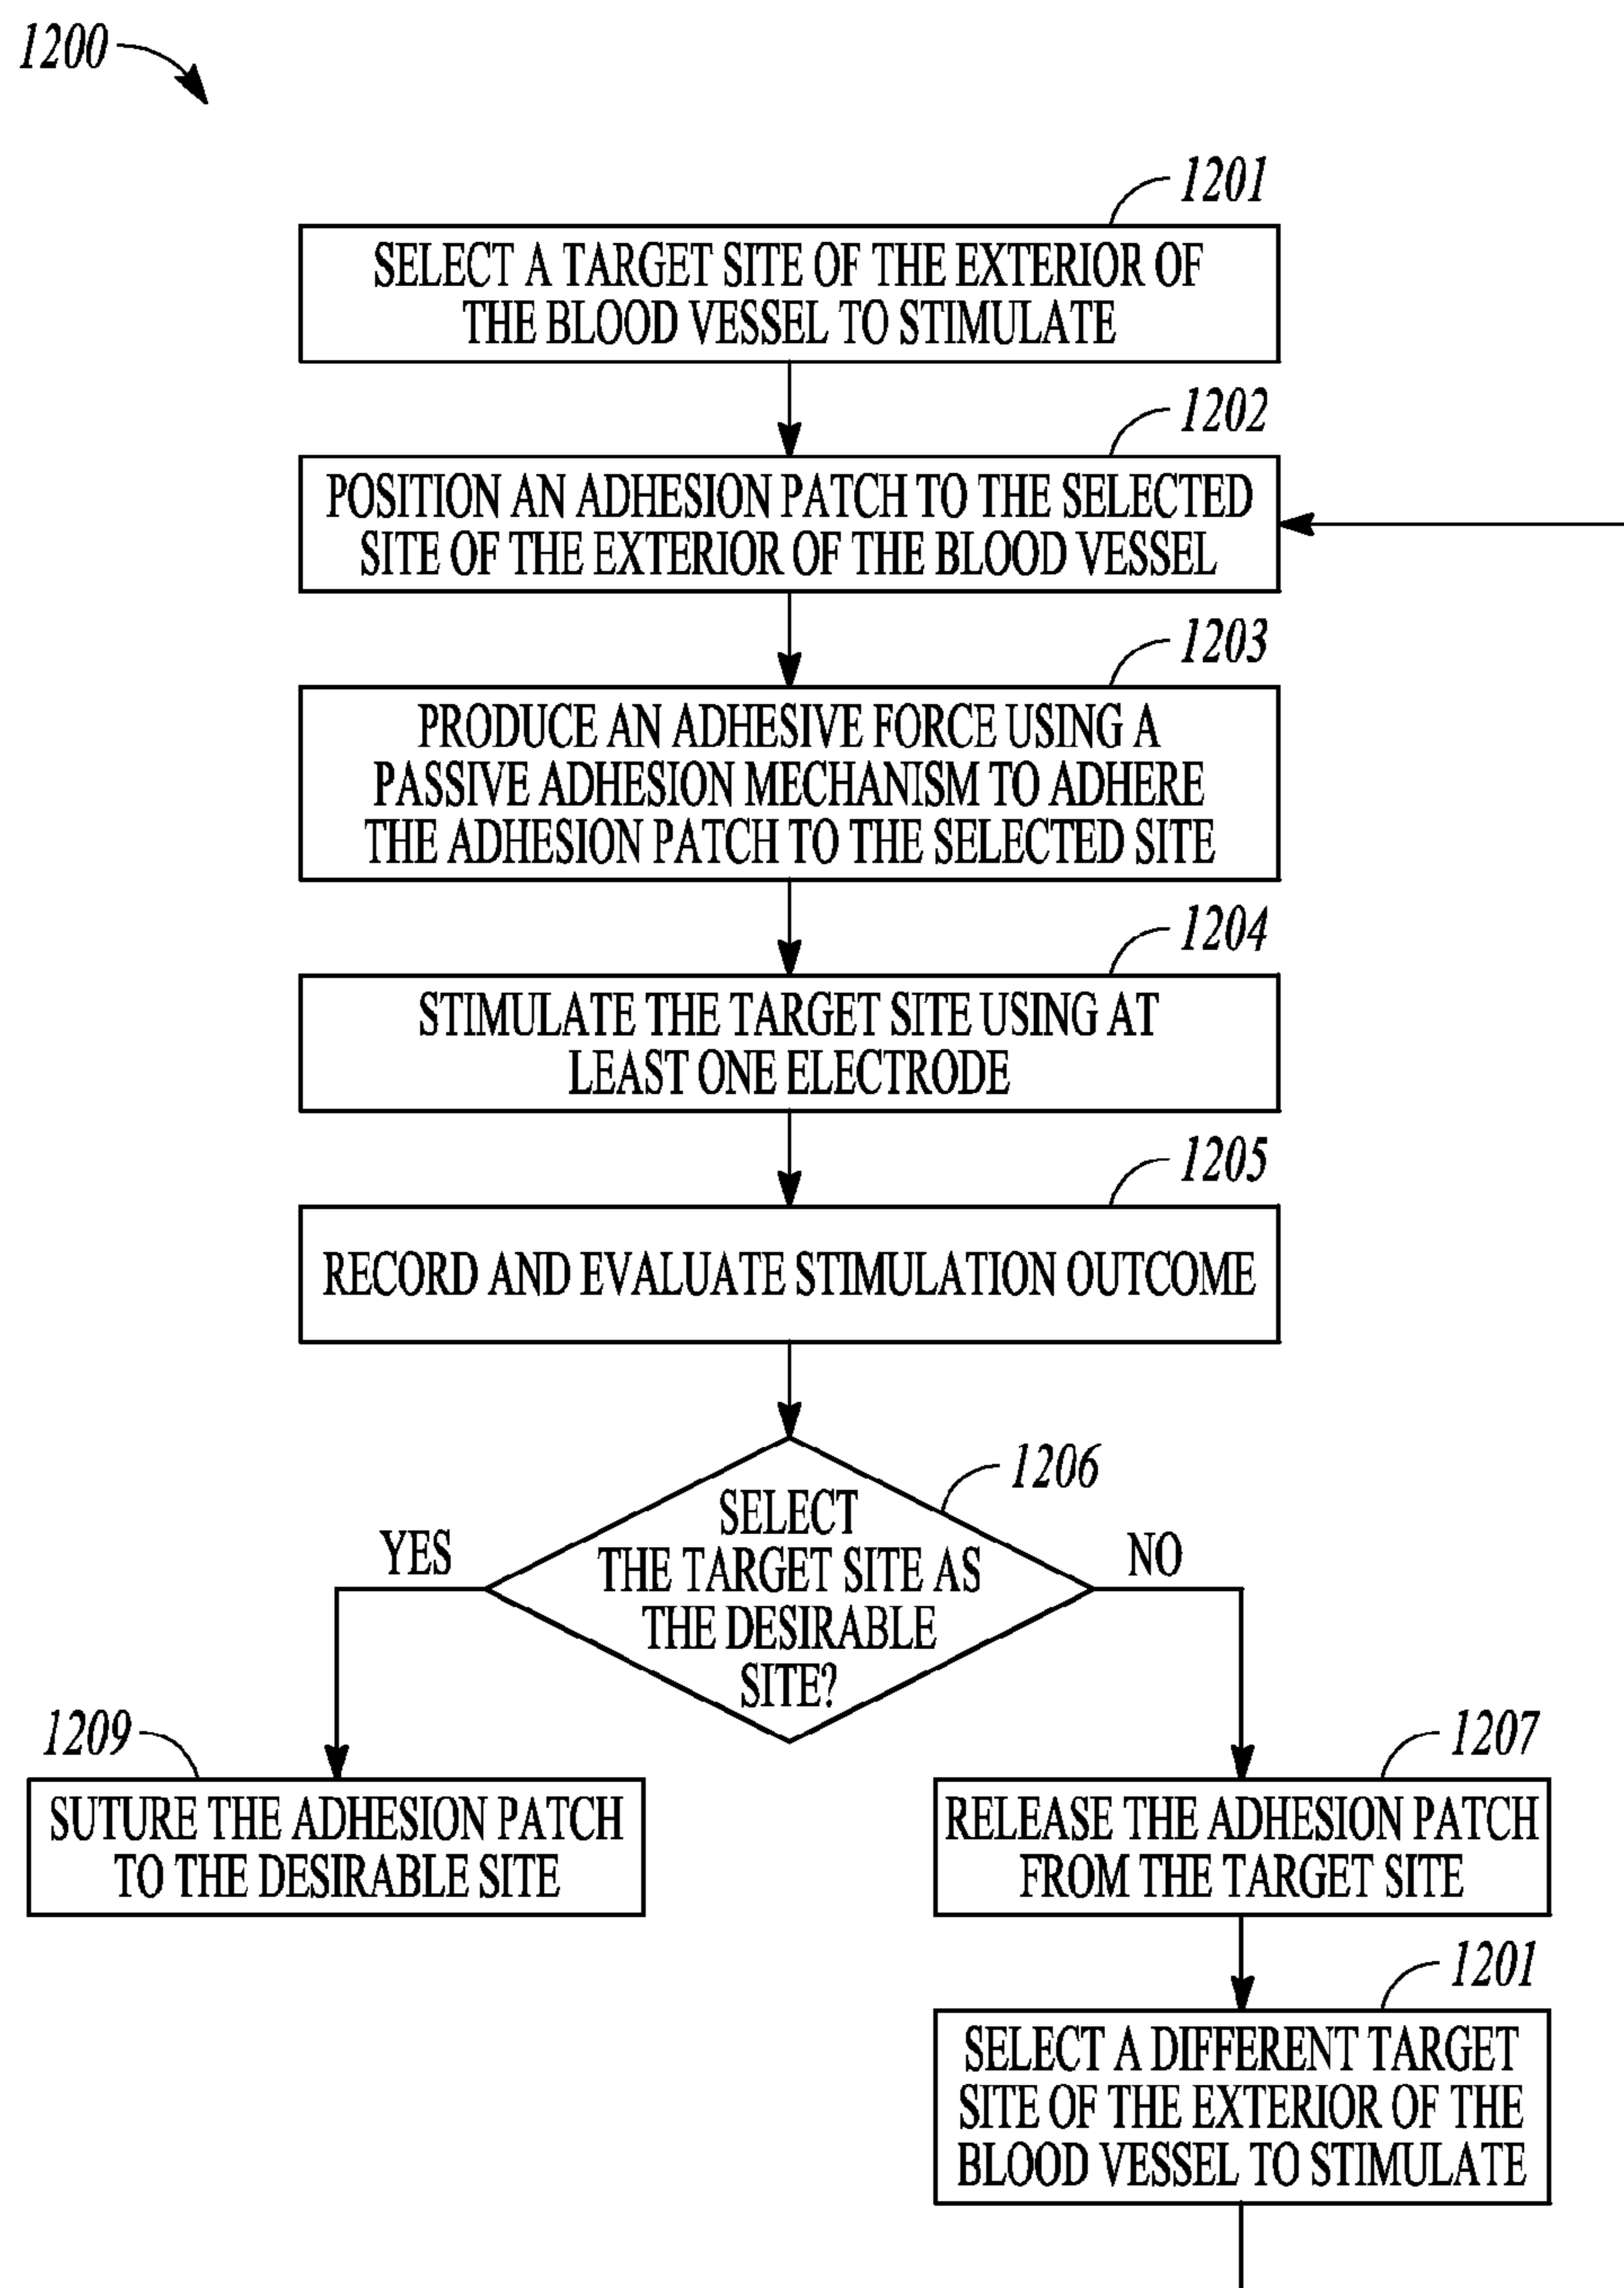 1200
1201
SELECT A TARGET SITE OF THE EXTERIOR OF
THE BLOOD VESSEL TO STIMULATE
1202
POSITION AN ADHESION PATCH TO THE SELECTED
SITE OF THE EXTERIOR OF THE BLOOD VESSEL
1203
PRODUCE AN ADHESIVE FORCE USING A
PASSIVE ADHESION MECHANISM TO ADHERE
THE ADHESION PATCH TO THE SELECTED SITE
1204
STIMULATE THE TARGET SITE USING AT
LEAST ONE ELECTRODE
1205
RECORD AND EVALUATE STIMULATION OUTCOME
1206
SELECT
THE TARGET SITE AS
THE DESIRABLE
SITE?
YES
NO
1209
SUTURE THE ADHESION PATCH
TO THE DESIRABLE SITE
1207
RELEASE THE ADHESION PATCH
FROM THE TARGET SITE
1201
SELECT A DIFFERENT TARGET
SITE OF THE EXTERIOR OF THE
BLOOD VESSEL TO STIMULATE